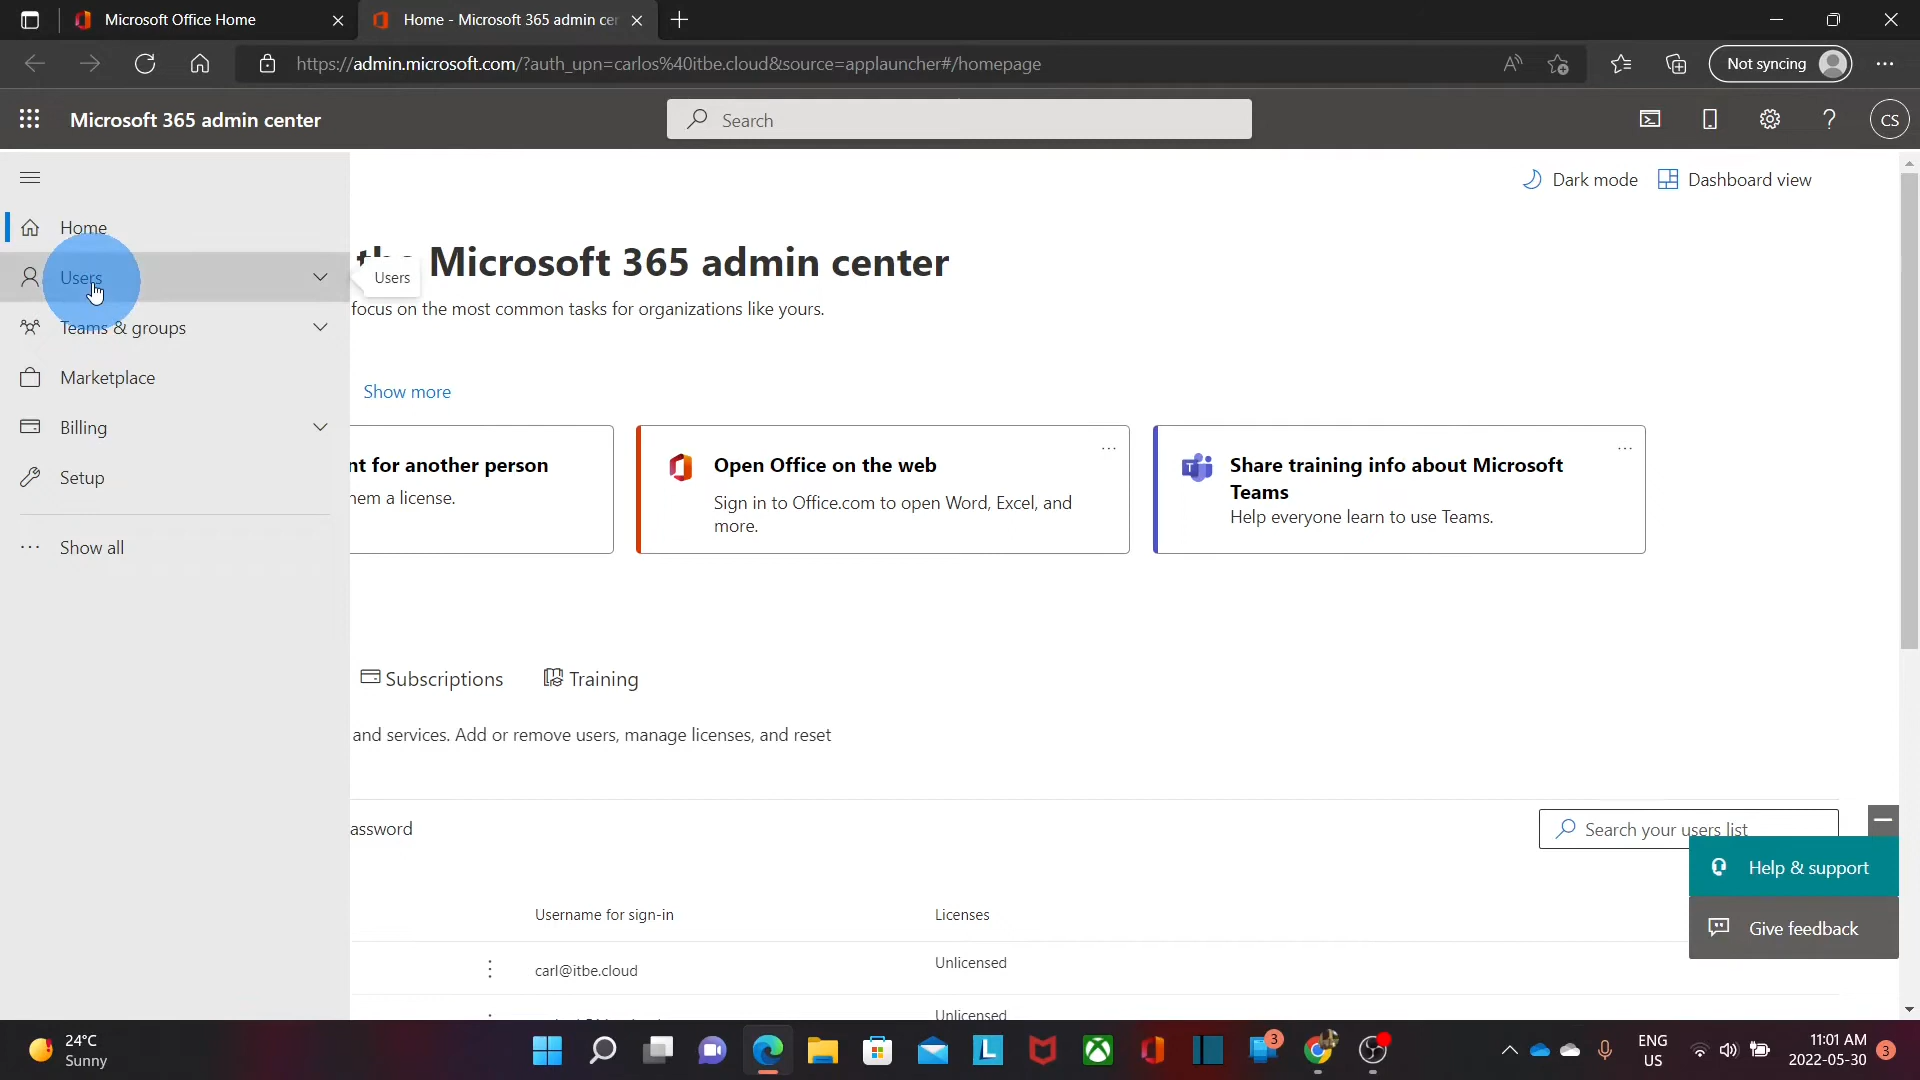 Microsoft Office Home
Home - Microsoft 365 admin cer
https://admin.microsoft.com/?auth_upn=carlos%40itbe.cloud&source=applauncher#/homepage
Not syncing
Microsoft 365 admin center
Search
CS
Dark mode
Dashboard view
Home
Users
Users
Teams & groups
Marketplace
Billing
Setup
Show all
the Microsoft 365 admin center
focus on the most common tasks for organizations like yours.
Show more
nt for another person
hem a license.
Open Office on the web
Sign in to Office.com to open Word, Excel, and
more.
Share training info about Microsoft
Teams
Help everyone learn to use Teams.
Subscriptions
Training
and services. Add or remove users, manage licenses, and reset
assword
Search your users list
Help & support
Give feedback
Username for sign-in
Licenses
carl@itbe.cloud
Unlicensed
Unlicensed
24°C
Sunny
3
ENG
US
11:01 AM
2022-05-30
3